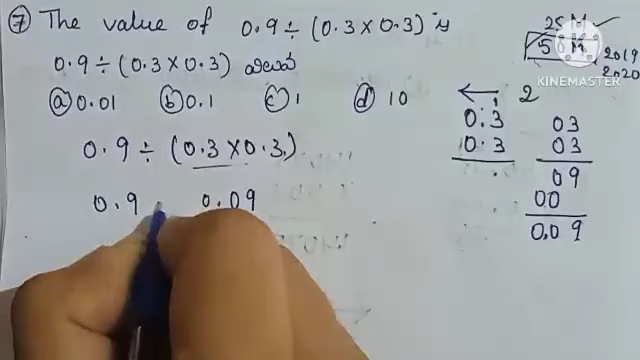 ⑦ The value of 0.9 ÷ (0.3 × 0.3) is
0.9 ÷ (0.3 × 0.3)
ⓐ 0.01 ⓑ 0.1 ⓒ 1 ⓓ 10
0.9 ÷ (0.3 × 0.3)
0.9 0.09
25 M
56M
2019
2020
KINEMASTER
← 2
0.3
0.3
.
03
03
09
00
0.09